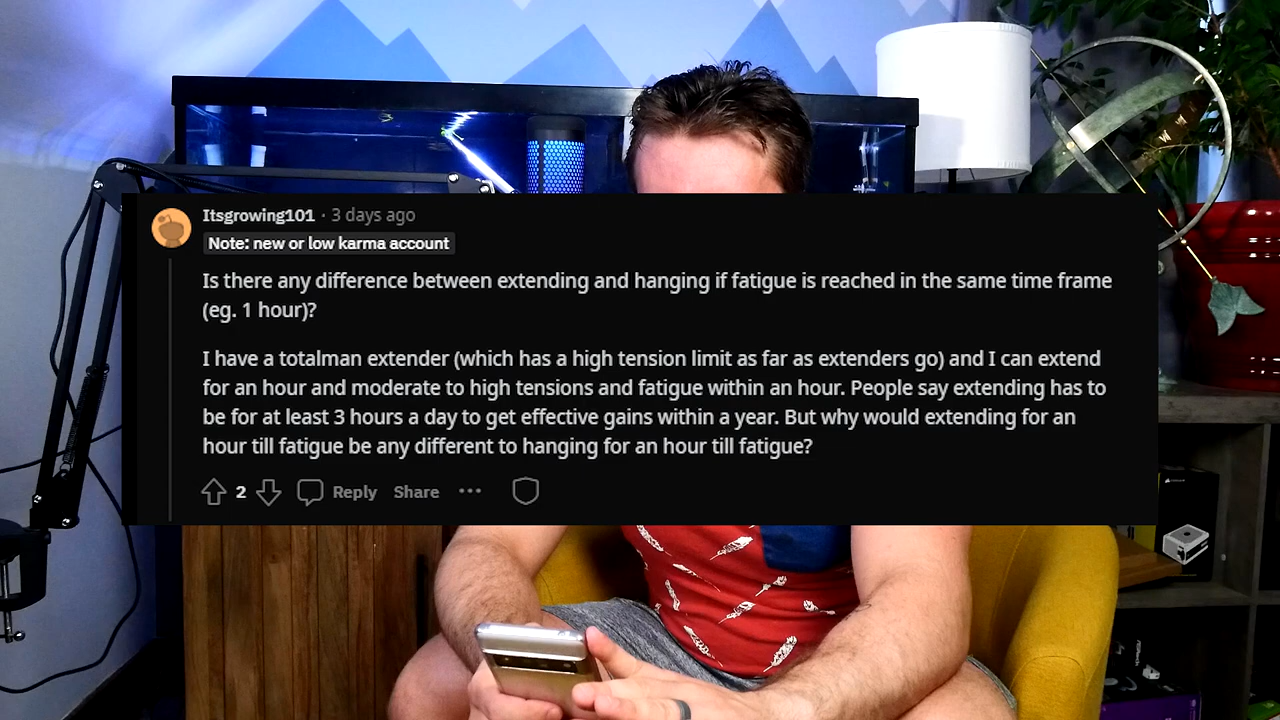 Itsgrowing101 · 3 days ago
Note: new or low karma account
Is there any difference between extending and hanging if fatigue is reached in the same time frame
(eg. 1 hour)?
I have a totalman extender (which has a high tension limit as far as extenders go) and I can extend
for an hour and moderate to high tensions and fatigue within an hour. People say extending has to
be for at least 3 hours a day to get effective gains within a year. But why would extending for an
hour till fatigue be any different to hanging for an hour till fatigue?
2 Reply Share